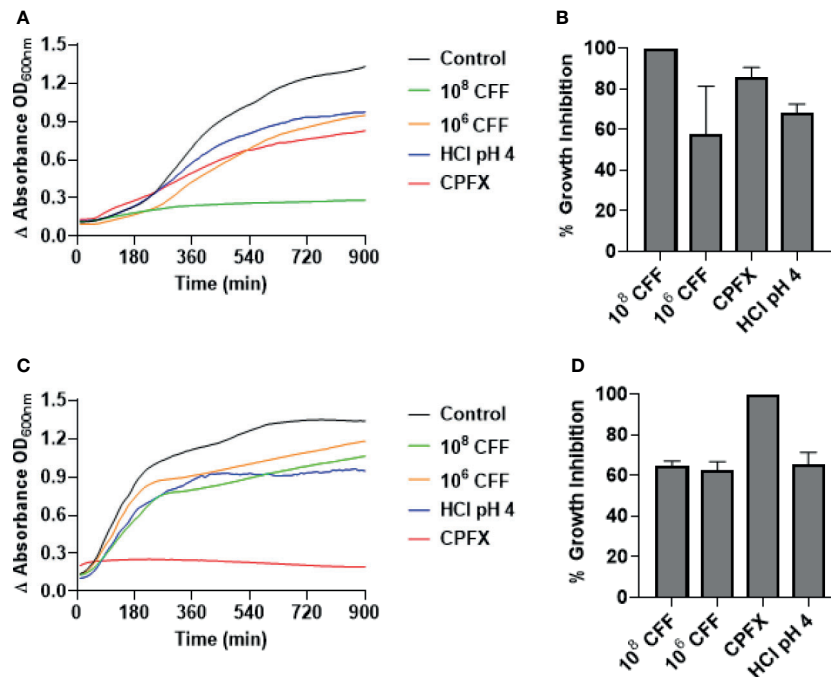 A
Δ Absorbance OD600nm
1.5
1.2
0.9
0.6
0.3
0.0
0 180 360 540 720 900
Time (min)
Control
10⁸ CFF
10⁶ CFF
HCl pH 4
CPFX
B
% Growth Inhibition
100
80
60
40
20
0
10⁸ CFF
10⁶ CFF
CPFX
HCl pH 4
C
Δ Absorbance OD600nm
1.5
1.2
0.9
0.6
0.3
0.0
0 180 360 540 720 900
Time (min)
Control
10⁸ CFF
10⁶ CFF
HCl pH 4
CPFX
D
% Growth Inhibition
100
80
60
40
20
0
10⁸ CFF
10⁶ CFF
CPFX
HCl pH 4